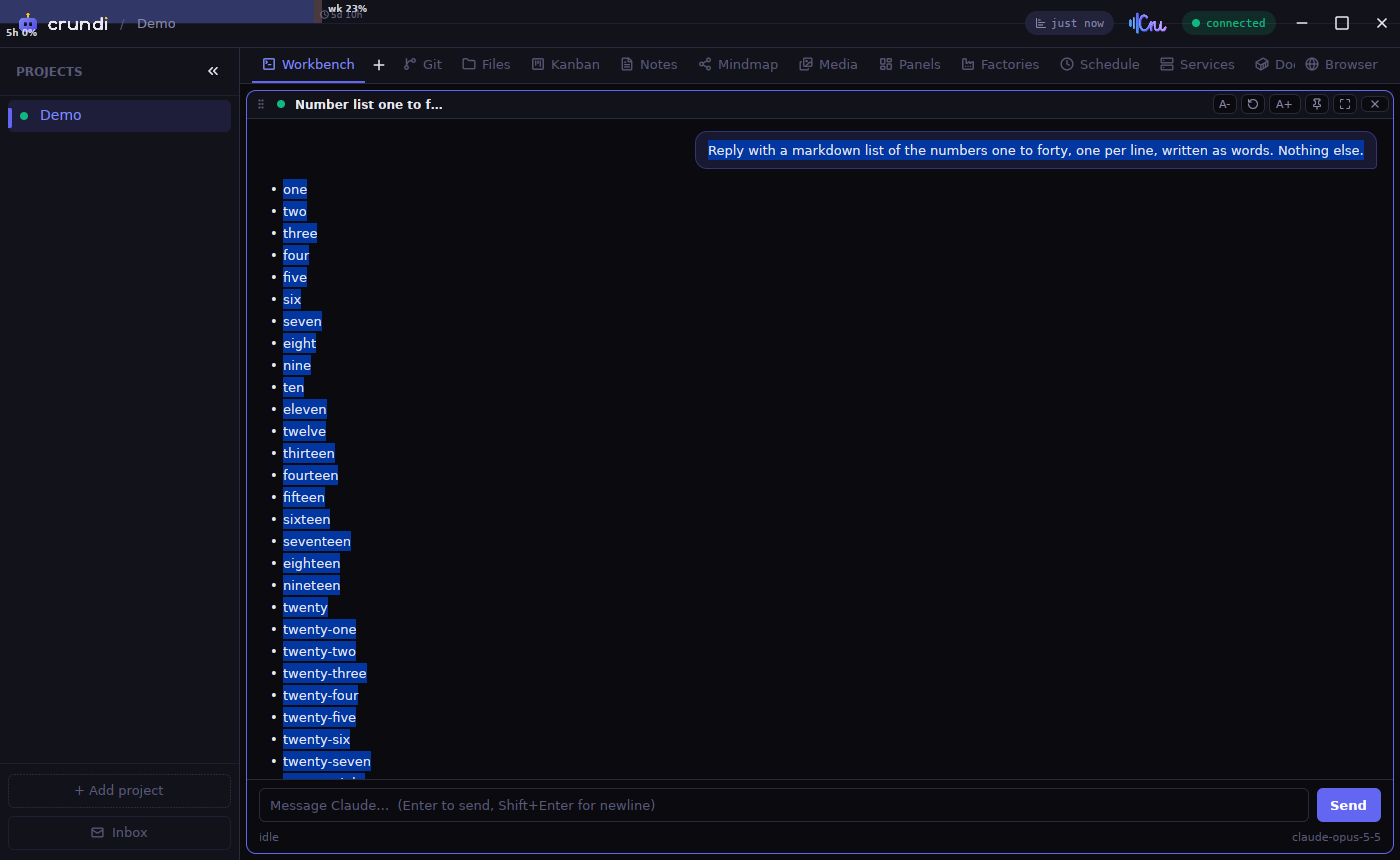 wk 23%
5d 10h
5h 0%
crundi / Demo
just now
Cru
connected
PROJECTS
Workbench
Git
Files
Kanban
Notes
Mindmap
Media
Panels
Factories
Schedule
Services
Do
Browser
Demo
Number list one to f…
A-
A+
Reply with a markdown list of the numbers one to forty, one per line, written as words. Nothing else.
• one
• two
• three
• four
• five
• six
• seven
• eight
• nine
• ten
• eleven
• twelve
• thirteen
• fourteen
• fifteen
• sixteen
• seventeen
• eighteen
• nineteen
• twenty
• twenty-one
• twenty-two
• twenty-three
• twenty-four
• twenty-five
• twenty-six
• twenty-seven
+ Add project
Inbox
Message Claude… (Enter to send, Shift+Enter for newline)
Send
idle
claude-opus-5-5